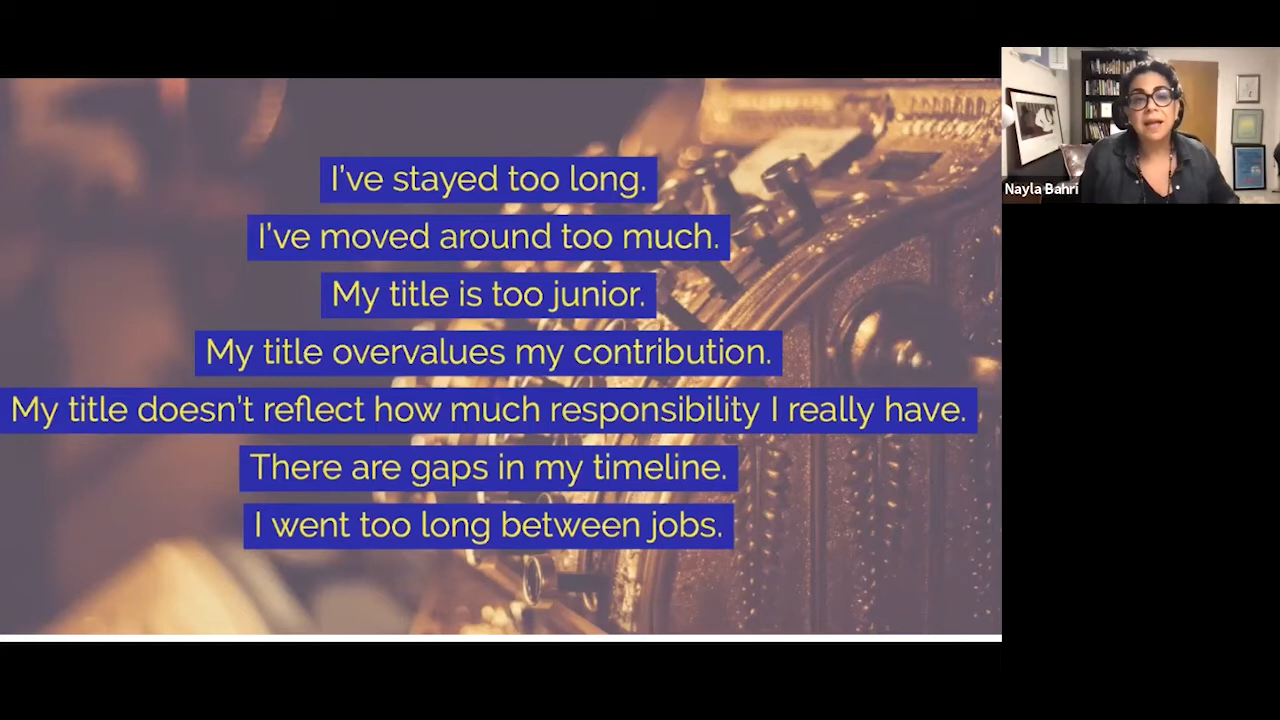 I've stayed too long.
I've moved around too much.
My title is too junior.
My title overvalues my contribution.
My title doesn't reflect how much responsibility I really have.
There are gaps in my timeline.
I went too long between jobs.
Nayla Bahri